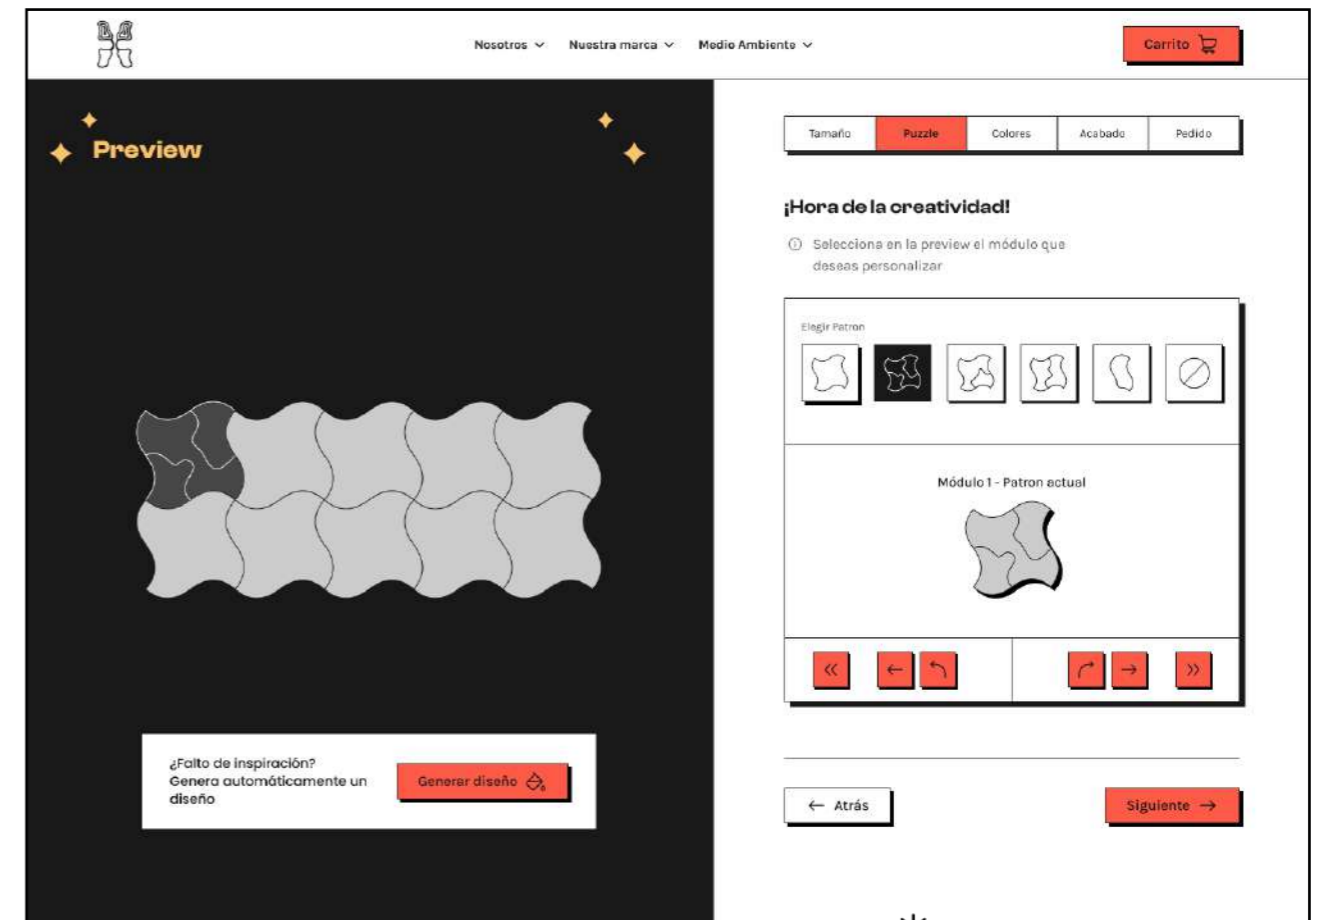 Nosotros
Nuestra marca
Medio Ambiente
Carrito
Preview
Tamaño
Puzzle
Colores
Acabado
Pedido
¡Hora de la creatividad!
Selecciona en la preview el módulo que
deseas personalizar
Elegir Patron
Módulo 1 - Patron actual
¿Falto de inspiración?
Genera automáticamente un
diseño
Generar diseño
← Atrás
Siguiente →